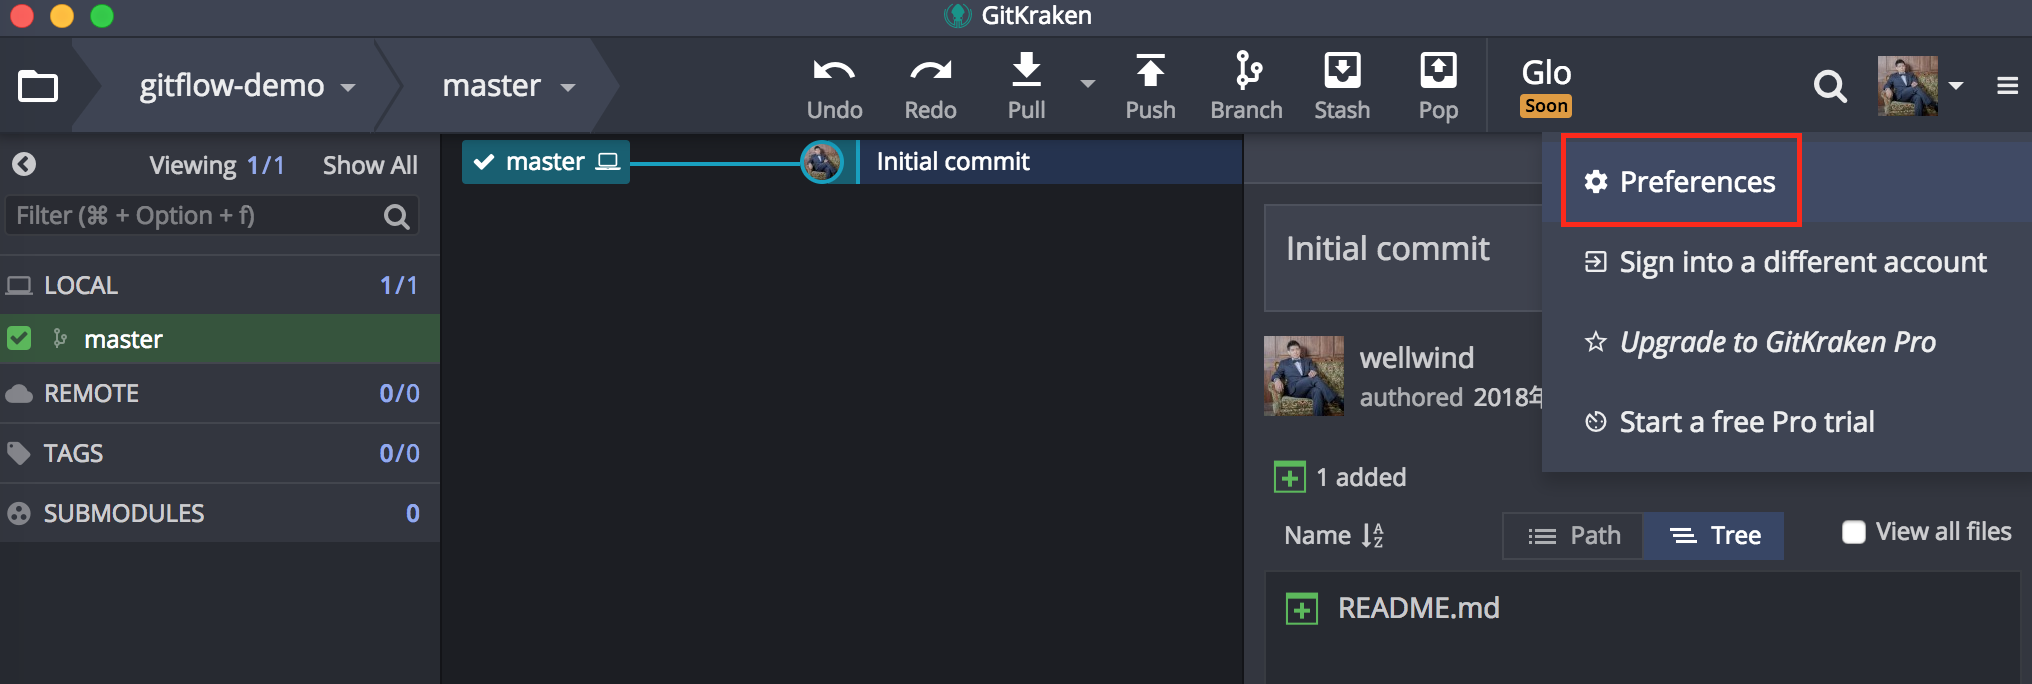 GitKraken
gitflow-demo
master
Undo
Redo
Pull
Push
Branch
Stash
Pop
Glo
Soon
Viewing 1/1 Show All
Filter (⌘ + Option + f)
LOCAL 1/1
master
REMOTE 0/0
TAGS 0/0
SUBMODULES 0
master
Initial commit
Initial commit
wellwind
authored 2018年
1 added
Name
A
Z
Path
Tree
View all files
README.md
Preferences
Sign into a different account
Upgrade to GitKraken Pro
Start a free Pro trial